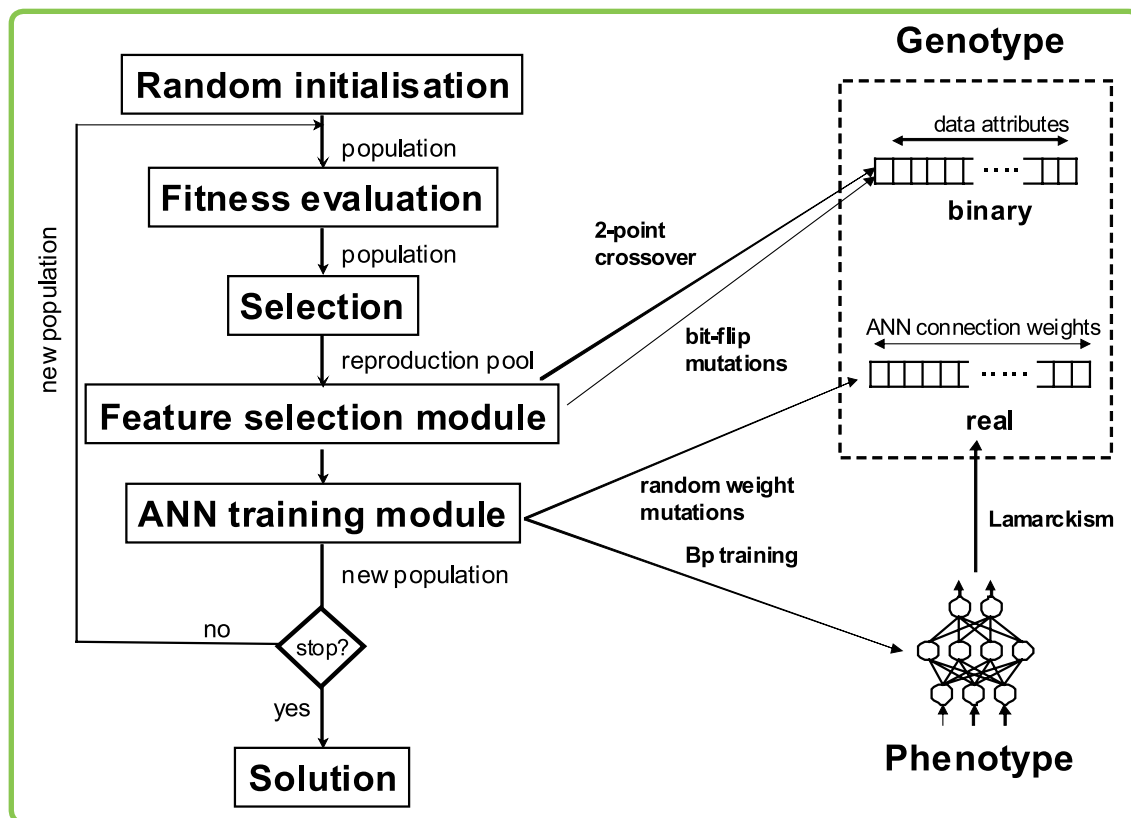 Random initialisation
population
Fitness evaluation
population
Selection
reproduction pool
Feature selection module
ANN training module
new population
no
stop?
yes
Solution
new population
2-point
crossover
bit-flip
mutations
random weight
mutations
Bp training
Genotype
data attributes
.....
binary
ANN connection weights
.....
real
Lamarckism
Phenotype